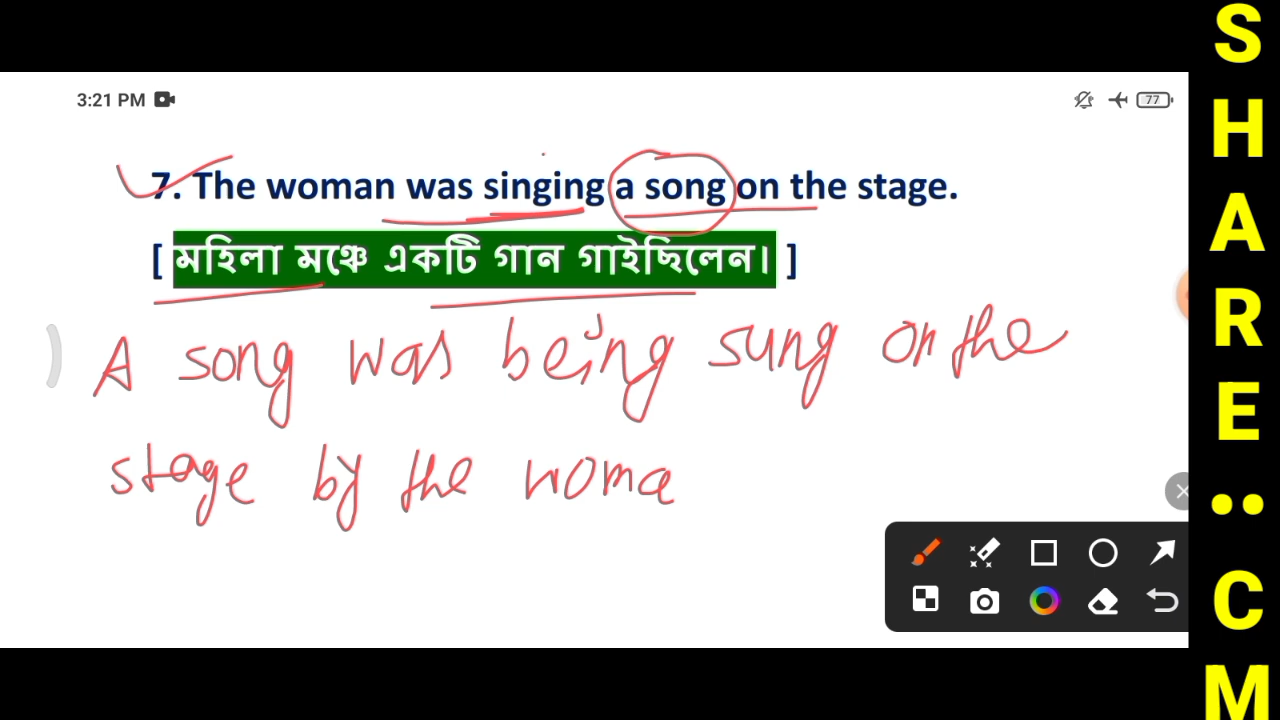 3:21 PM
77
7. The woman was singing a song on the stage.
[ মহিলা মঞ্চে একটি গান গাইছিলেন। ]
A song was being sung on the
stage by the woma
SHARE..CM